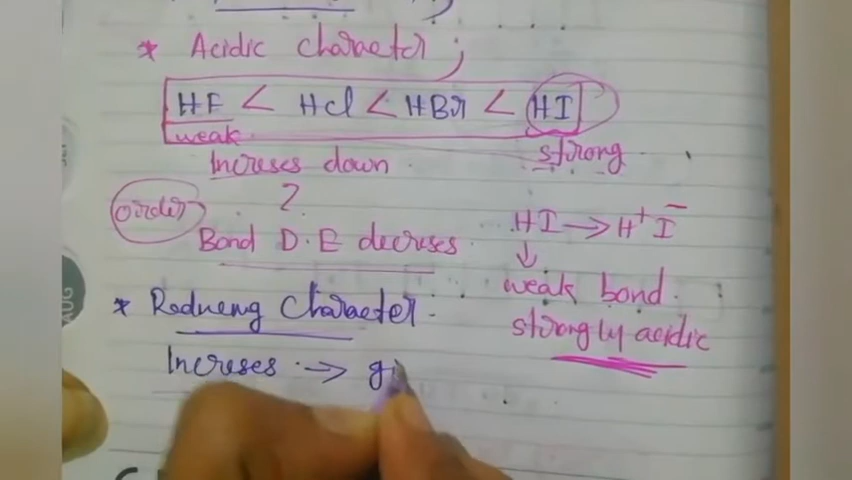 * Acidic character ;
HF < HCl < HBr < HI
weak
strong
Increses down
Order
?
Bond D.E decreses
HI → H⁺ I⁻
↓
weak bond.
strongly acidic
* Reducing Character :
Increses →